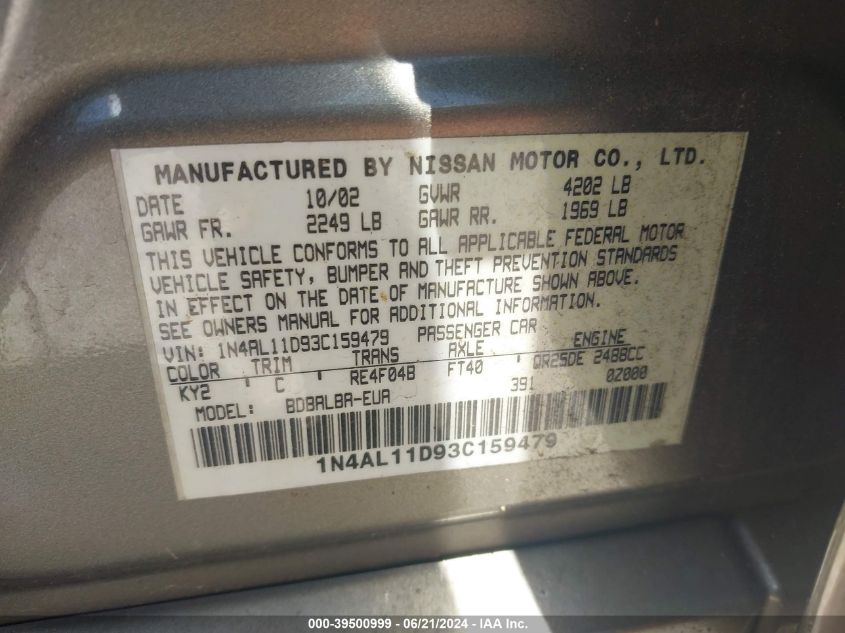 MANUFACTURED BY NISSAN MOTOR CO., LTD.
DATE 10/02 GVWR 4202 LB
GAWR FR. 2249 LB GAWR RR. 1969 LB
THIS VEHICLE CONFORMS TO ALL APPLICABLE FEDERAL MOTOR
VEHICLE SAFETY, BUMPER AND THEFT PREVENTION STANDARDS
IN EFFECT ON THE DATE OF MANUFACTURE SHOWN ABOVE.
SEE OWNERS MANUAL FOR ADDITIONAL INFORMATION.
VIN: 1N4AL11D93C159479 PASSENGER CAR
COLOR TRIM TRANS AXLE ENGINE
KY2 C RE4F04B FT40 QR25DE 2488CC
391 0Z000
MODEL: BDBALBA-EUA
1N4AL11D93C159479
000-39500999 - 06/21/2024 - IAA Inc.